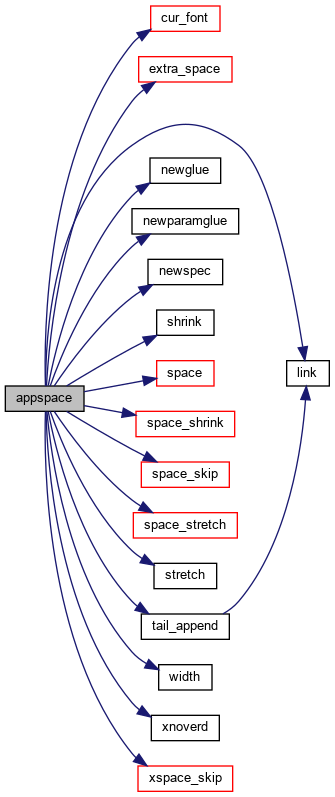 cur_font
extra_space
newglue
newparamglue
newspec
shrink
link
space
appspace
space_shrink
space_skip
space_stretch
stretch
tail_append
width
xnoverd
xspace_skip